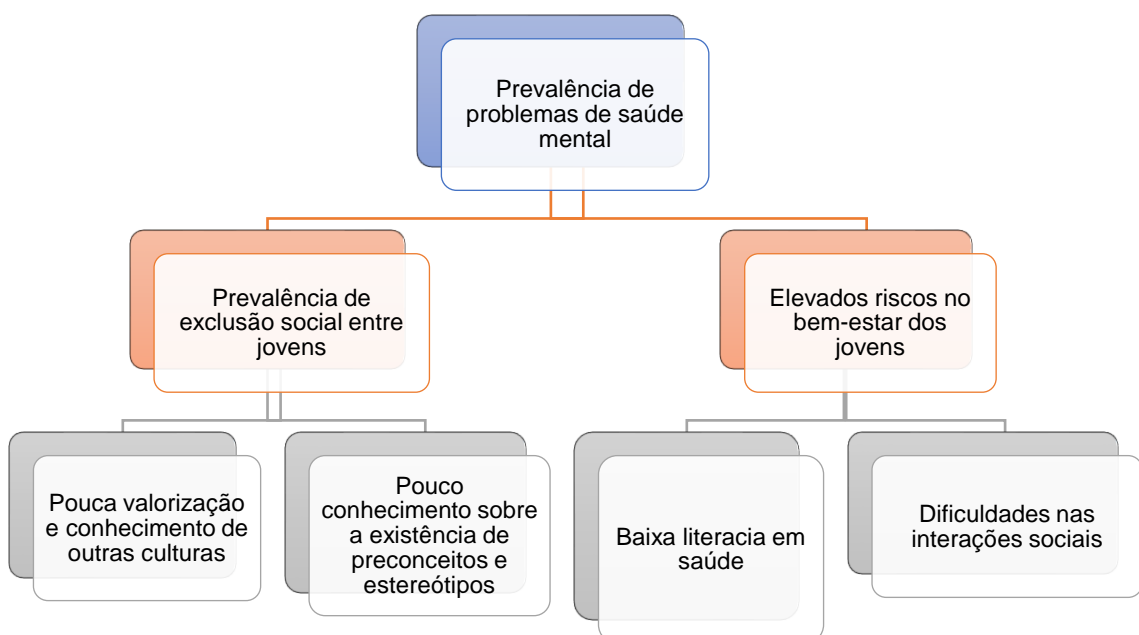 Prevalência de
problemas de saúde
mental
Prevalência de
exclusão social entre
jovens
Elevados riscos no
bem-estar dos
jovens
Pouca valorização
e conhecimento de
outras culturas
Pouco
conhecimento sobre
a existência de
preconceitos e
estereótipos
Baixa literacia em
saúde
Dificuldades nas
interações sociais